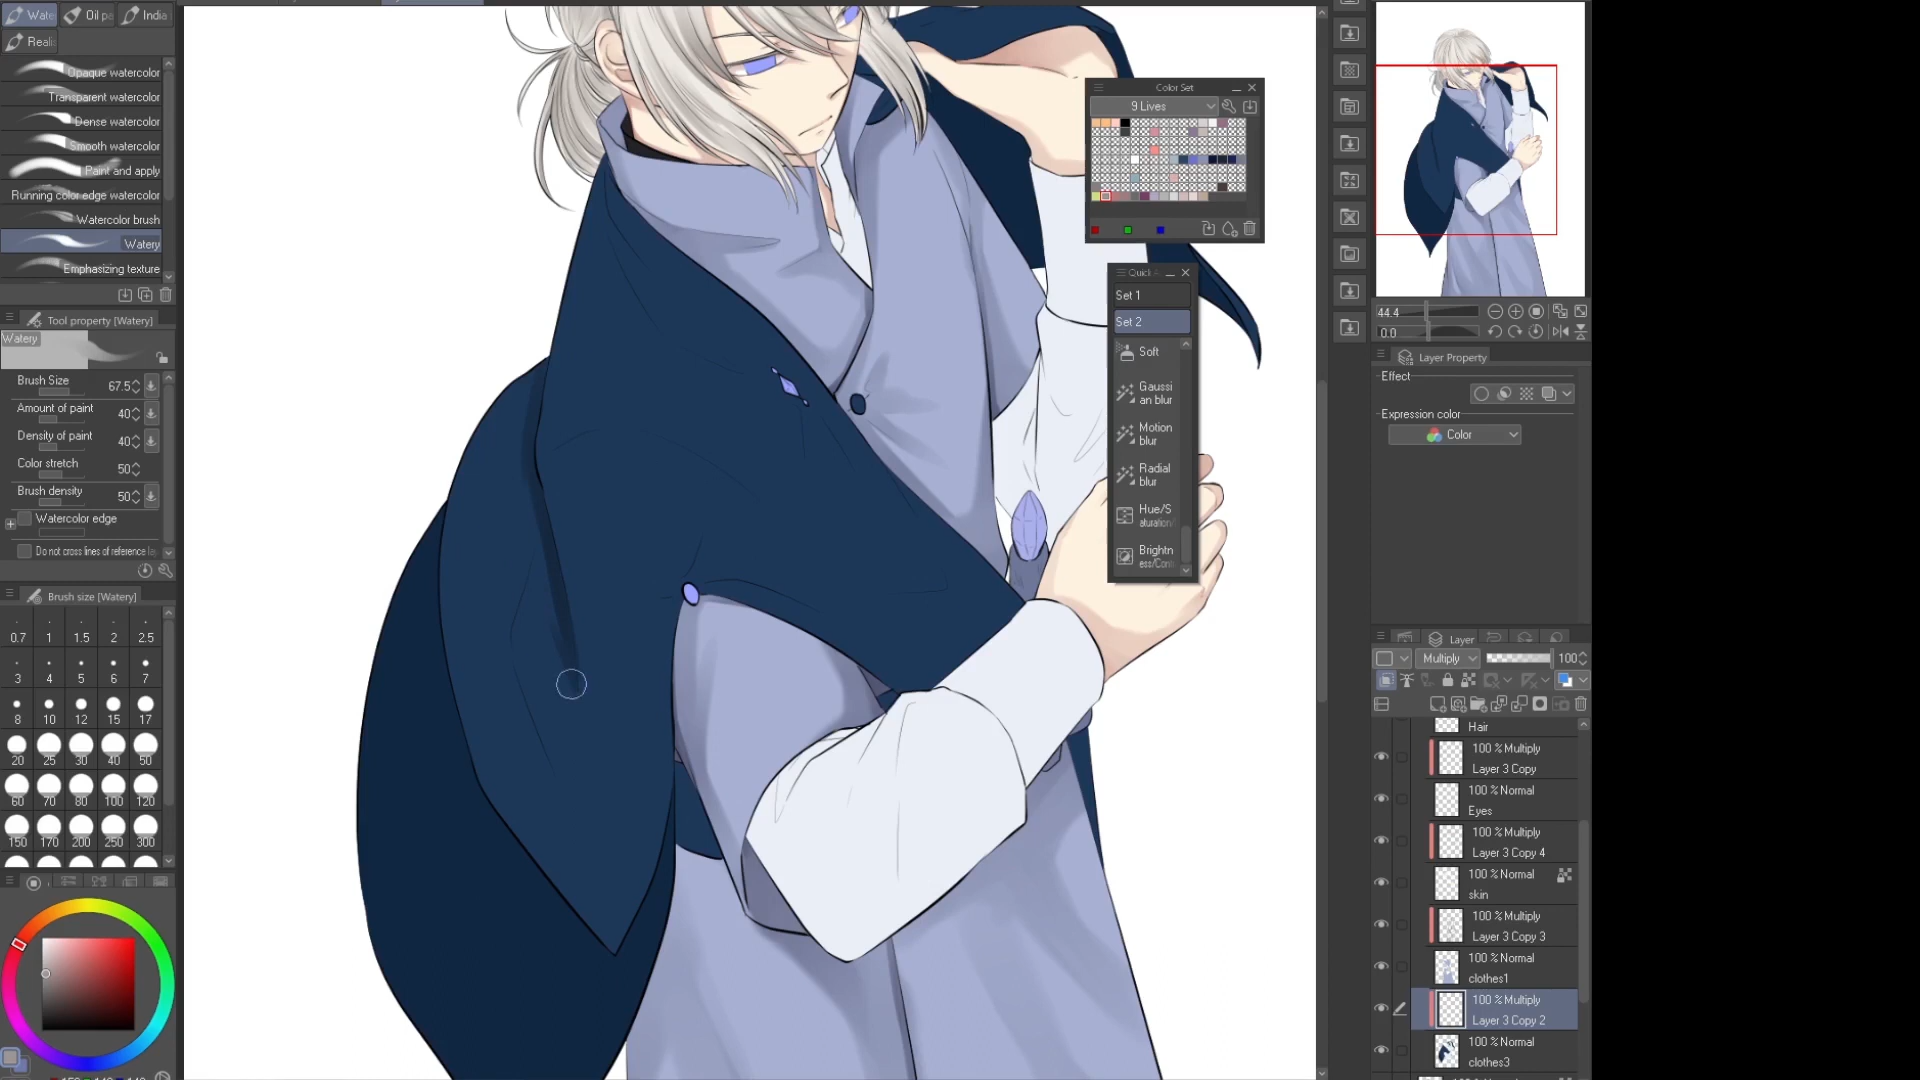 Wate
Oil pa
India
Reali
Opaque watercolor
Transparent watercolor
Dense watercolor
Smooth watercolor
Paint and apply
Running color edge watercolor
Watercolor brush
Watery
Emphasizing texture
Tool property [Watery]
Watery
Brush Size 67.5
Amount of paint 40
Density of paint 40
Color stretch 50
Brush density 50
Watercolor edge
Do not cross lines of reference la
Brush size [Watery]
0.7 1 1.5 2 2.5
3 4 5 6 7
8 10 12 15 17
20 25 30 40 50
60 70 80 100 120
150 170 200 250 300
Color Set
9 Lives
Quick A
Set 1
Set 2
Soft
Gaussi
an blur
Motion
blur
Radial
blur
Hue/S
aturation/
Brightn
ess/Cont
44.4
0.0
Layer Property
Effect
Expression color
Color
Layer
Multiply 100
Hair
100 % Multiply
Layer 3 Copy
100 % Normal
Eyes
100 % Multiply
Layer 3 Copy 4
100 % Normal
skin
100 % Multiply
Layer 3 Copy 3
100 % Normal
clothes1
100 % Multiply
Layer 3 Copy 2
100 % Normal
clothes3